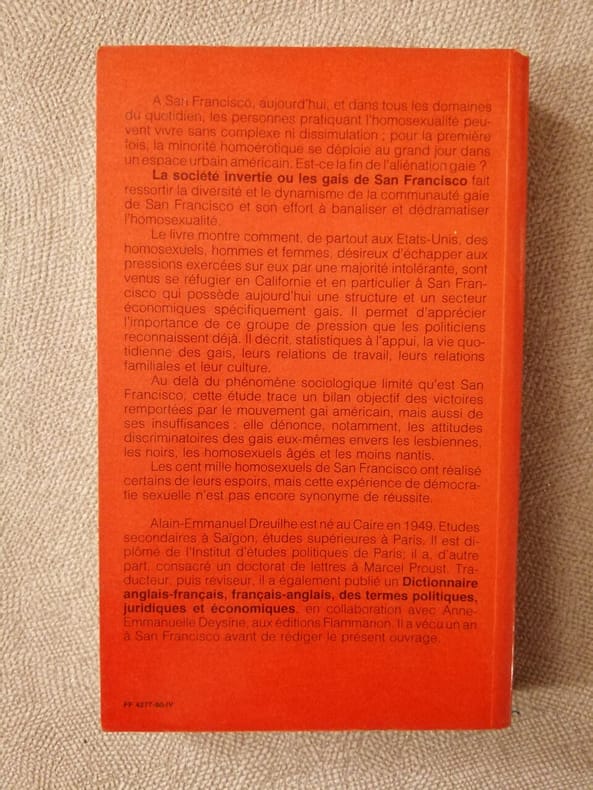 A San Francisco, aujourd'hui, et dans tous les domaines
du quotidien, les personnes pratiquant l'homosexualité peu-
vent vivre sans complexe ni dissimulation ; pour la première
fois, la minorité homoérotique se déploie au grand jour dans
un espace urbain américain. Est-ce la fin de l'aliénation gaie ?
La société invertie ou les gais de San Francisco fait
ressortir la diversité et le dynamisme de la communauté gaie
de San Francisco et son effort à banaliser et dédramatiser
l'homosexualité.
Le livre montre comment, de partout aux Etats-Unis, des
homosexuels, hommes et femmes, désireux d'échapper aux
pressions exercées sur eux par une majorité intolérante, sont
venus se réfugier en Californie et en particulier à San Fran-
cisco qui possède aujourd'hui une structure et un secteur
économiques spécifiquement gais. Il permet d'apprécier
l'importance de ce groupe de pression que les politiciens
reconnaissent déjà. Il décrit, statistiques à l'appui, la vie quo-
tidienne des gais, leurs relations de travail, leurs relations
familiales et leur culture.
Au delà du phénomène sociologique limité qu'est San
Francisco, cette étude trace un bilan objectif des victoires
remportées par le mouvement gai américain, mais aussi de
ses insuffisances : elle dénonce, notamment, les attitudes
discriminatoires des gais eux-mêmes envers les lesbiennes,
les noirs, les homosexuels âgés et les moins nantis.
Les cent mille homosexuels de San Francisco ont réalisé
certains de leurs espoirs, mais cette expérience de démocra-
tie sexuelle n'est pas encore synonyme de réussite.
Alain-Emmanuel Dreuilhe est né au Caire en 1949. Etudes
secondaires à Saïgon, études supérieures à Paris. Il est di-
plômé de l'Institut d'études politiques de Paris; il a, d'autre
part, consacré un doctorat de lettres à Marcel Proust. Tra-
ducteur, puis réviseur, il a également publié un Dictionnaire
anglais-français, français-anglais, des termes politiques,
juridiques et économiques, en collaboration avec Anne-
Emmanuelle Deysine, aux éditions Flammarion. Il a vécu un an
à San Francisco avant de rédiger le présent ouvrage.
FF 4277-80-IV